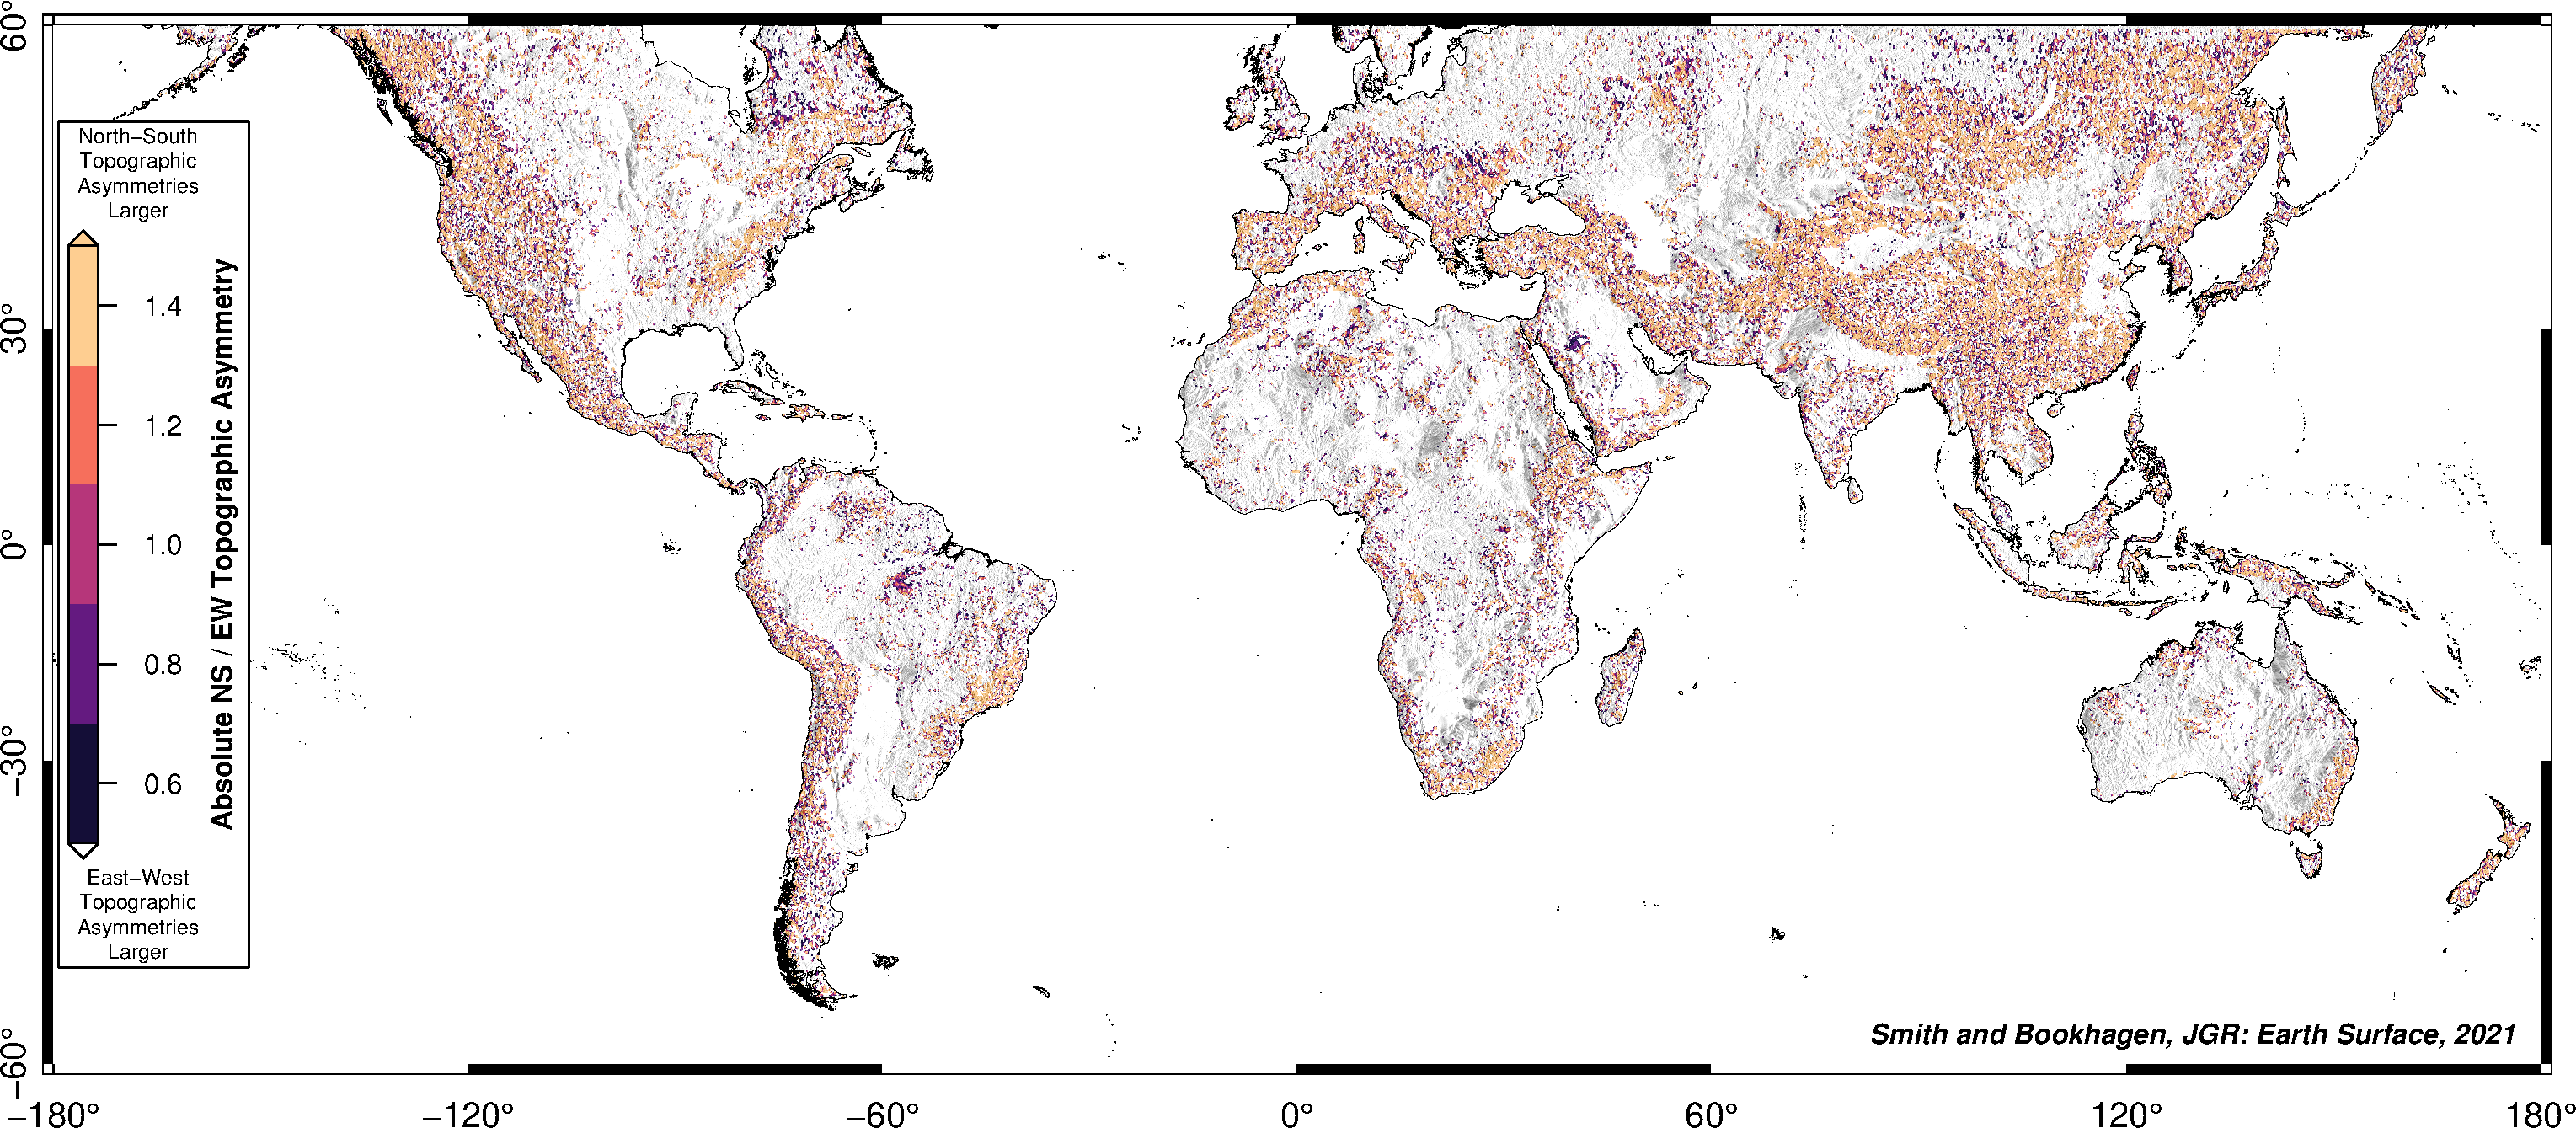 60°
30°
0°
−30°
−60°
North−South
Topographic
Asymmetries
Larger
1.4
1.2
1.0
0.8
0.6
Absolute NS / EW Topographic Asymmetry
East−West
Topographic
Asymmetries
Larger
Smith and Bookhagen, JGR: Earth Surface, 2021
−180°
−120°
−60°
0°
60°
120°
180°